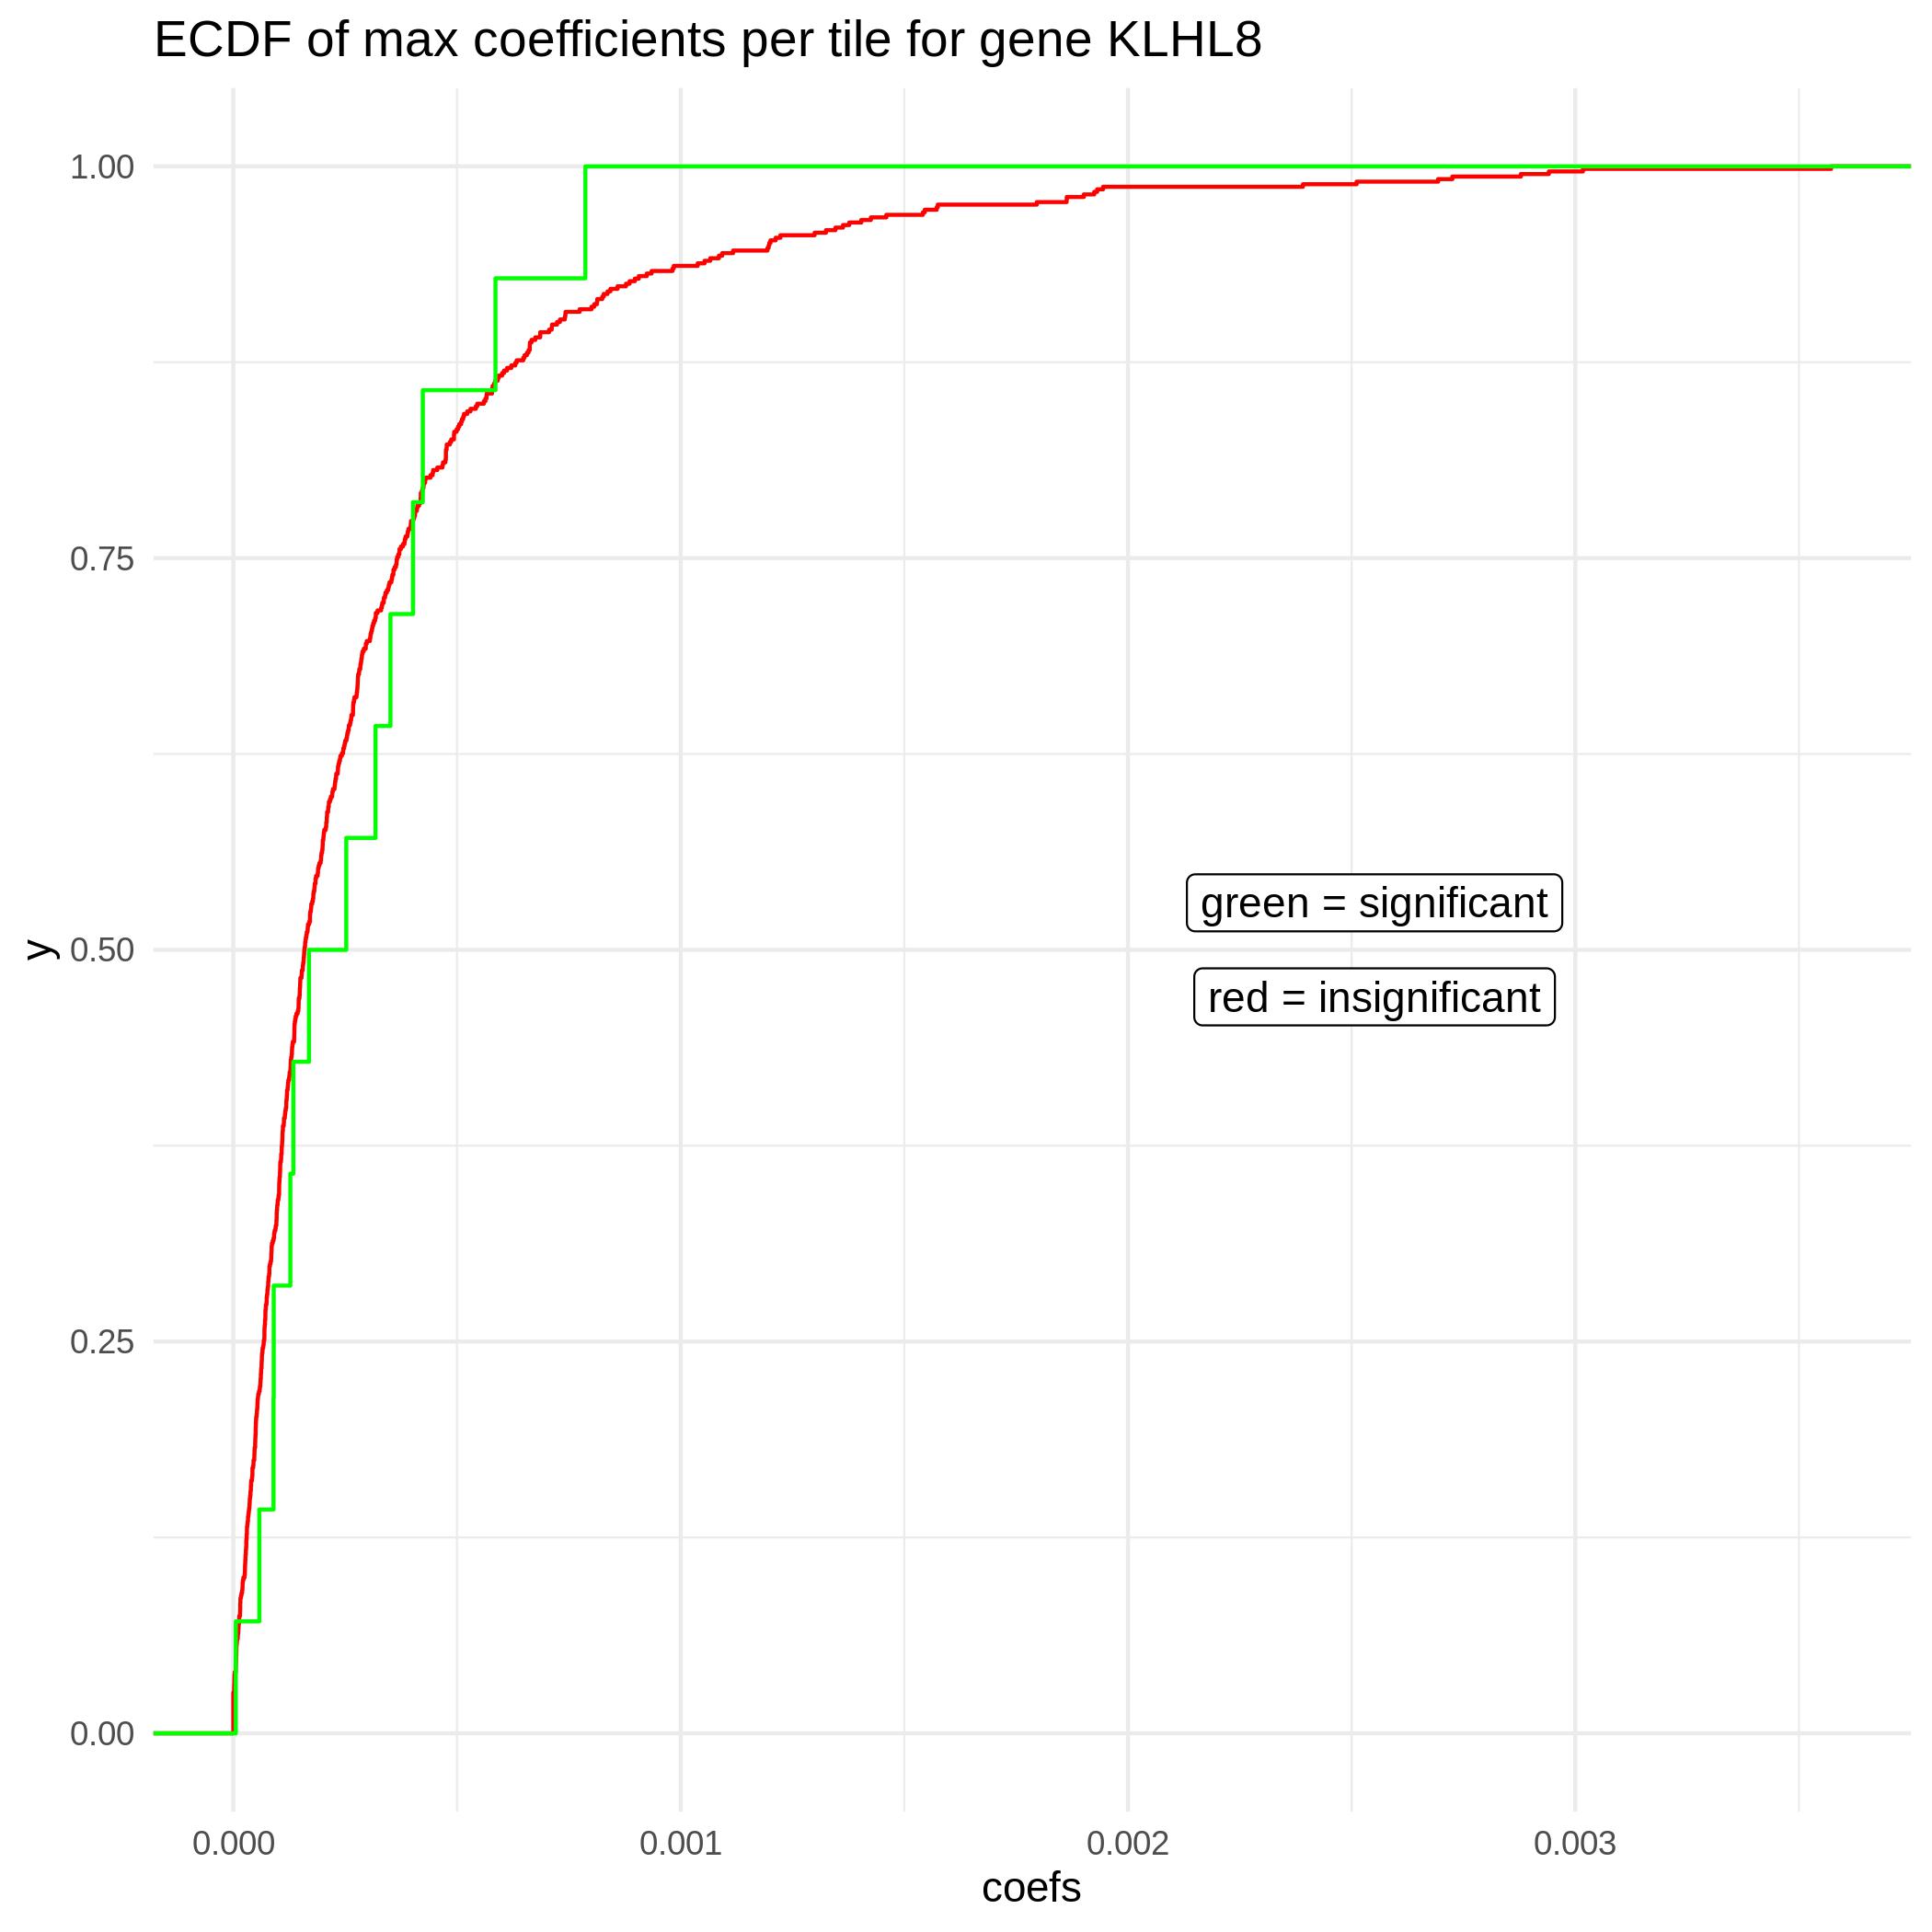 ECDF of max coefficients per tile for gene KLHL8
1.00
0.75
0.50
0.25
0.00
y
green = significant
red = insignificant
0.000 0.001 0.002 0.003
coefs